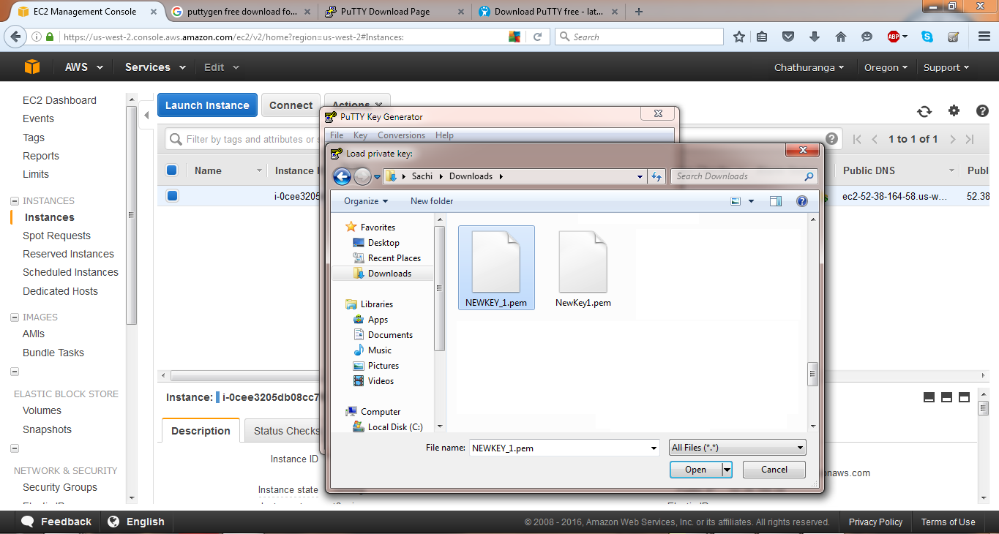 EC2 Management Console
puttygen free download fo...
PuTTY Download Page
Download PuTTY free - lat...
https://us-west-2.console.aws.amazon.com/ec2/v2/home?region=us-west-2#Instances:
Search
ABP
AWS Services Edit Chathuranga Oregon Support
EC2 Dashboard
Events
Tags
Reports
Limits
INSTANCES
Instances
Spot Requests
Reserved Instances
Scheduled Instances
Dedicated Hosts
IMAGES
AMIs
Bundle Tasks
ELASTIC BLOCK STORE
Volumes
Snapshots
NETWORK & SECURITY
Security Groups
Launch Instance Connect Actions
Filter by tags and attributes or
1 to 1 of 1
Name Instance Public DNS Publ
i-0cee3205 ec2-52-38-164-58.us-w... 52.38
Instance: i-0cee3205db08cc7
Description Status Checks
Instance ID
Instance state
onaws.com
PuTTY Key Generator
File Key Conversions Help
Load private key:
Sachi Downloads
Search Downloads
Organize New folder
Favorites
Desktop
Recent Places
Downloads
Libraries
Apps
Documents
Music
Pictures
Videos
Computer
Local Disk (C:)
NEWKEY_1.pem
NewKey1.pem
File name: NEWKEY_1.pem
All Files (*.*)
Open Cancel
Feedback English
© 2008 - 2016, Amazon Web Services, Inc. or its affiliates. All rights reserved. Privacy Policy Terms of Use